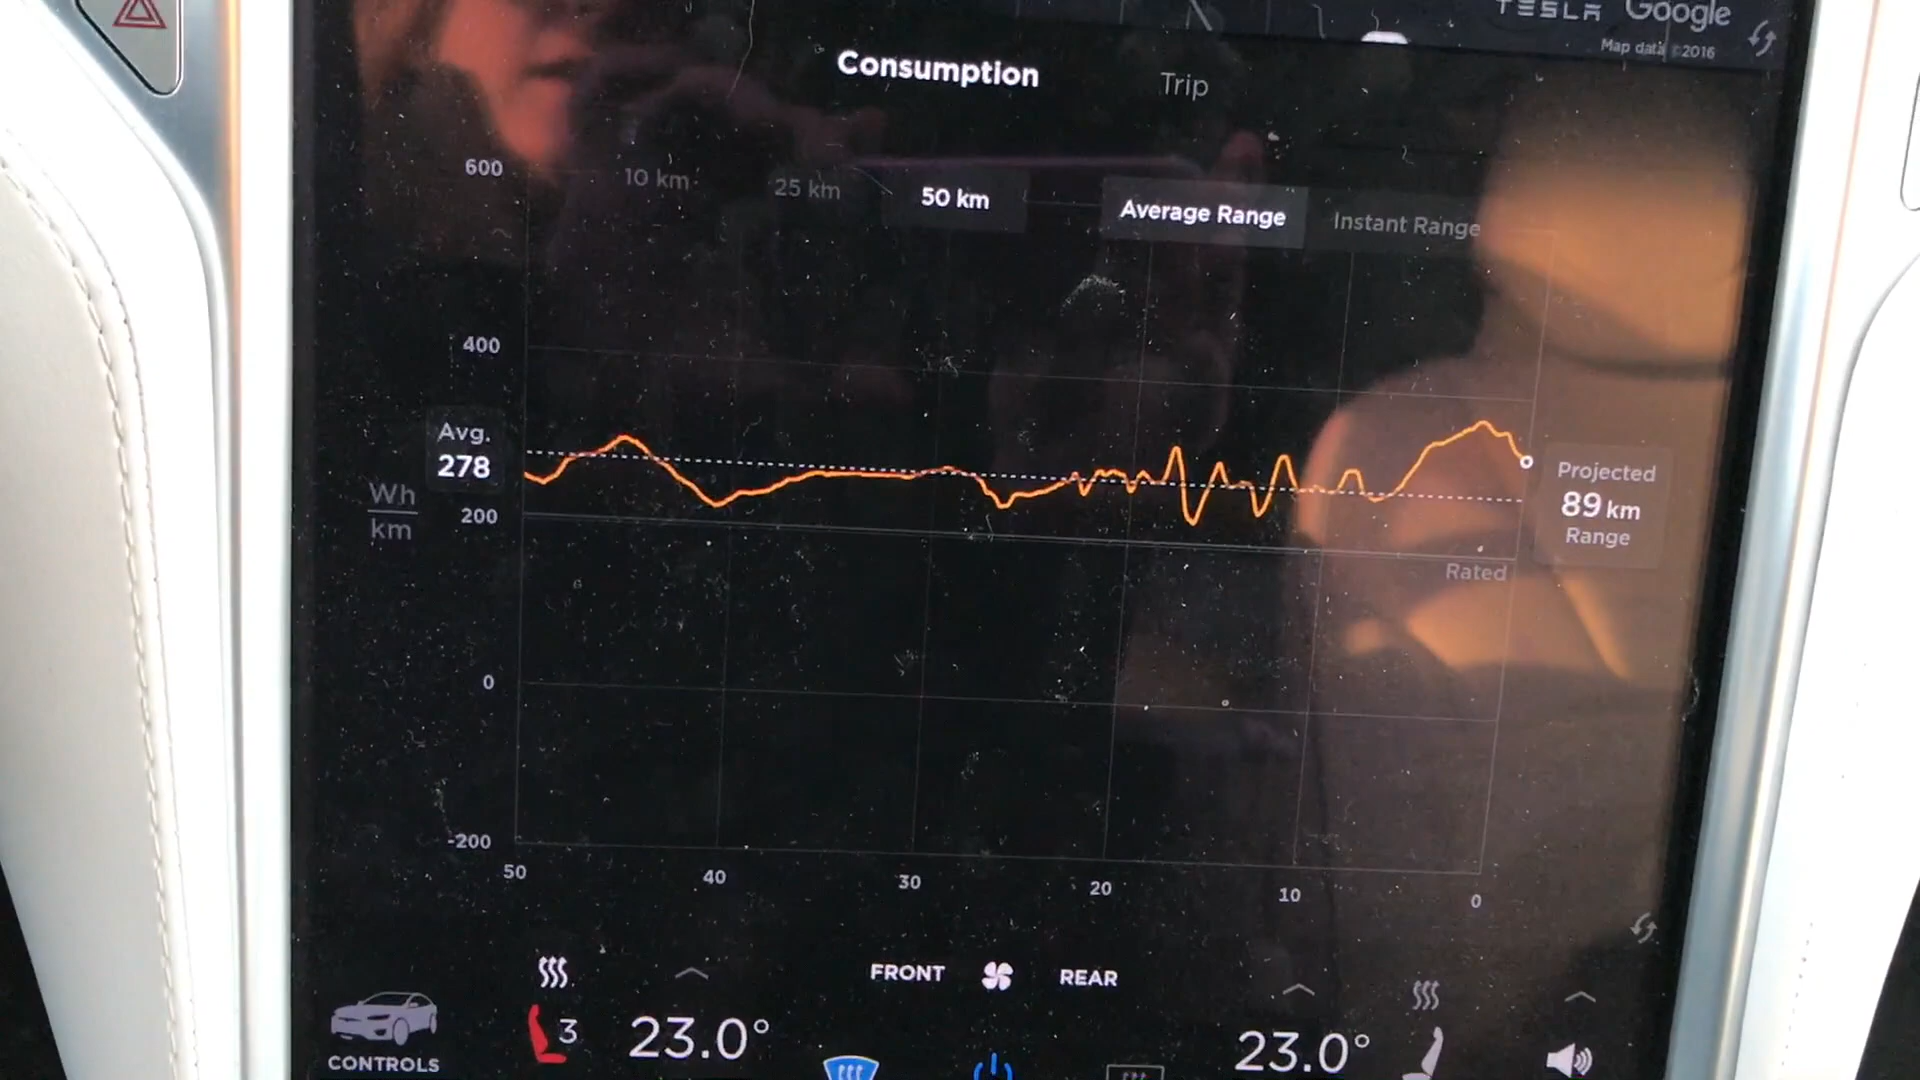 TESLA Google
Map data ©2016
Consumption Trip
600
10 km 25 km 50 km Average Range Instant Range
400
Avg.
278
Wh
km
200
Projected
89 km
Range
Rated
0
-200
50 40 30 20 10 0
FRONT REAR
3 23.0° 23.0°
CONTROLS